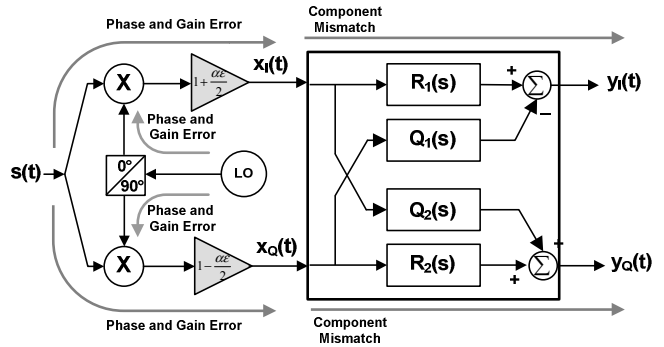 Phase and Gain Error
Component
Mismatch
X
1+ αε/2
xI(t)
R1(s)
+
Σ
yI(t)
−
Phase and
Gain Error
Q1(s)
s(t)
0°
90°
LO
Phase and
Gain Error
Q2(s)
X
1− αε/2
xQ(t)
R2(s)
+
+
Σ
yQ(t)
Phase and Gain Error
Component
Mismatch